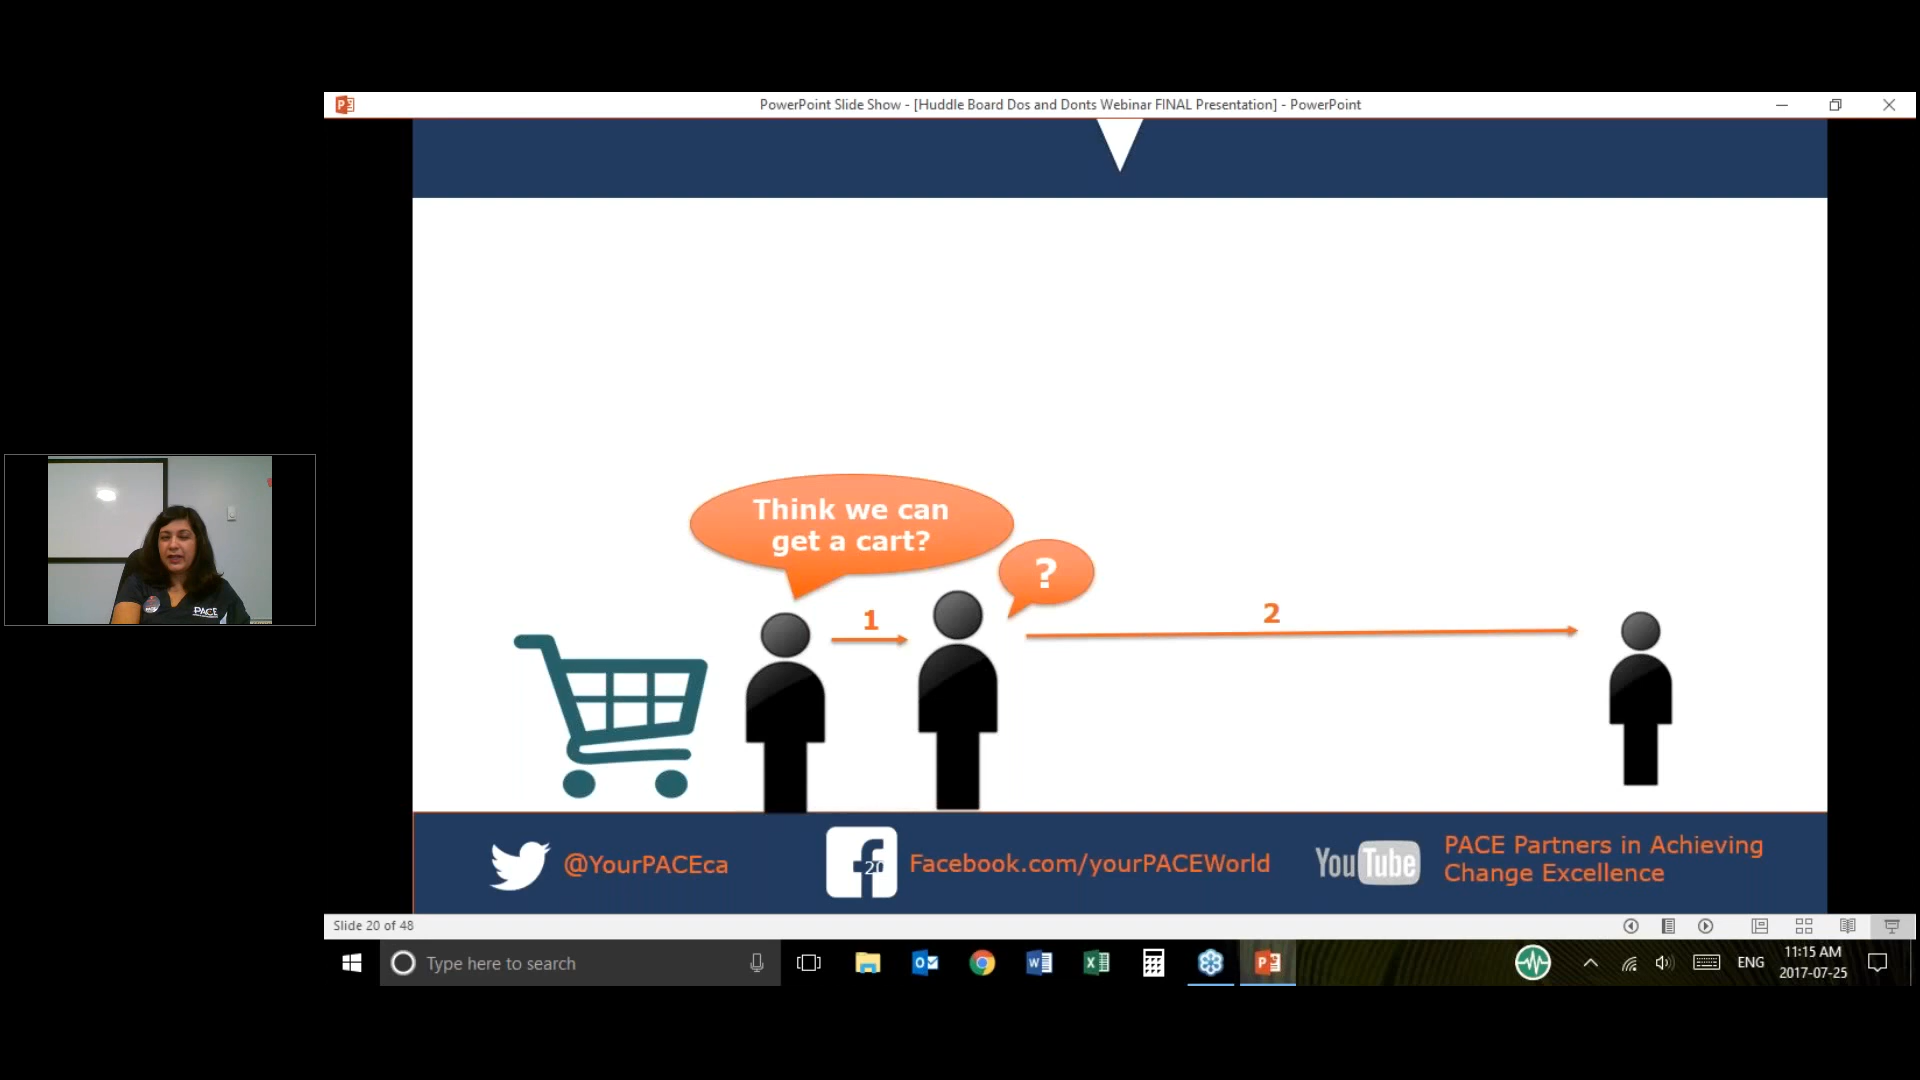 PowerPoint Slide Show - [Huddle Board Dos and Donts Webinar FINAL Presentation] - PowerPoint
Think we can
get a cart?
?
1
2
PACE
@YourPACEca
20
Facebook.com/yourPACEWorld
YouTube
PACE Partners in Achieving
Change Excellence
Slide 20 of 48
Type here to search
ENG
11:15 AM
2017-07-25